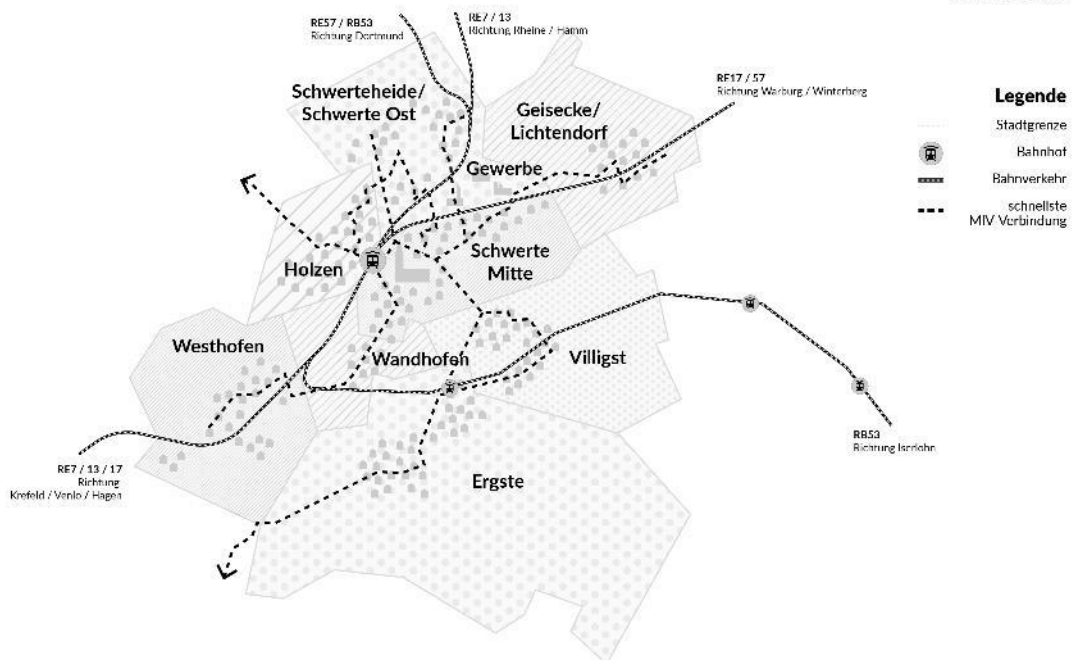 RE57 / RB53
Richtung Dortmund
RE7 / 13
Richtung Rheine / Hamm
RE17 / 57
Richtung Warburg / Winterberg
Schwerteheide/
Schwerte Ost
Geisecke/
Lichtendorf
Gewerbe
Legende
Stadtgrenze
Bahnhof
Bahnverkehr
schnellste
MIV Verbindung
Holzen
Schwerte
Mitte
Westhofen
Wandhofen
Villigst
RB53
Richtung Iserlohn
RE7 / 13 / 17
Richtung
Krefeld / Venlo / Hagen
Ergste